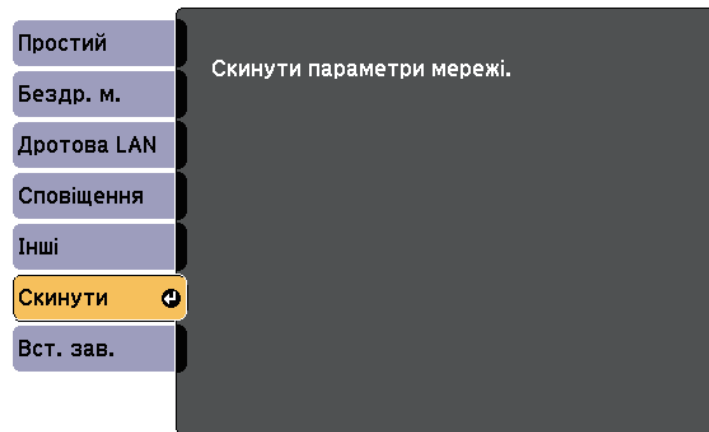 Простий
Бездр. м.
Дротова LAN
Сповіщення
Інші
Скинути
Вст. зав.
Скинути параметри мережі.